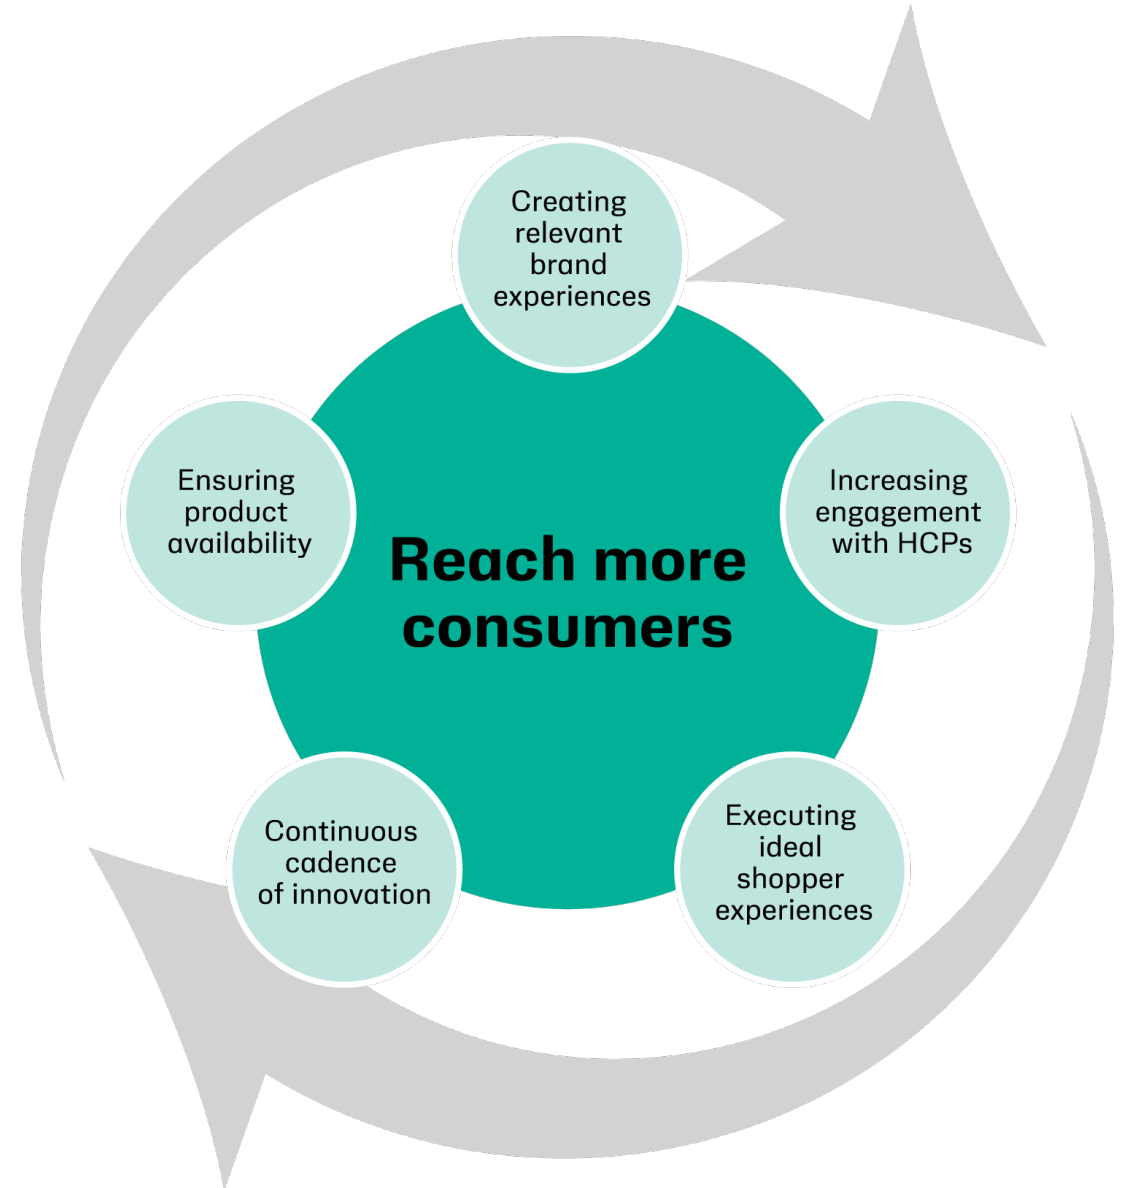 Creating
relevant
brand
experiences
Ensuring
product
availability
Increasing
engagement
with HCPs
Reach more
consumers
Continuous
cadence
of innovation
Executing
ideal
shopper
experiences